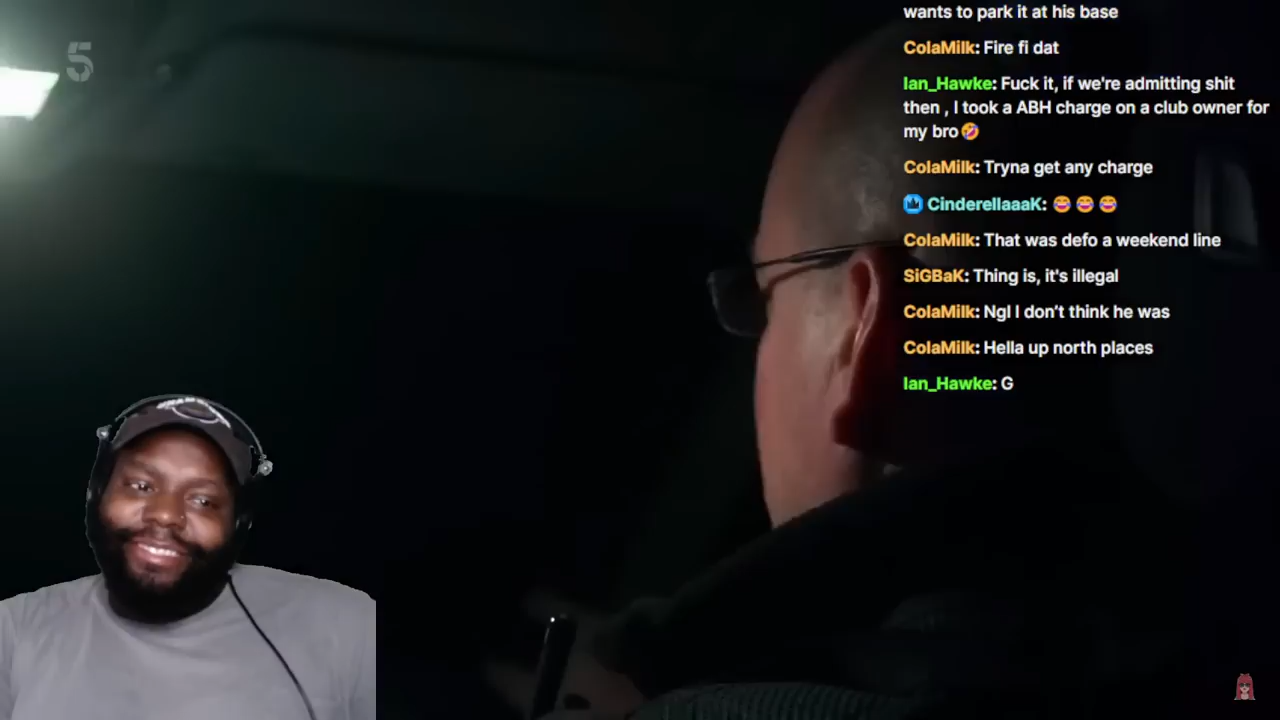 5
wants to park it at his base
ColaMilk: Fire fi dat
Ian_Hawke: Fuck it, if we're admitting shit
then , I took a ABH charge on a club owner for
my bro🤣
ColaMilk: Tryna get any charge
CinderellaaaK: 😂 😂 😂
ColaMilk: That was defo a weekend line
SiGBaK: Thing is, it's illegal
ColaMilk: Ngl I don’t think he was
ColaMilk: Hella up north places
Ian_Hawke: G